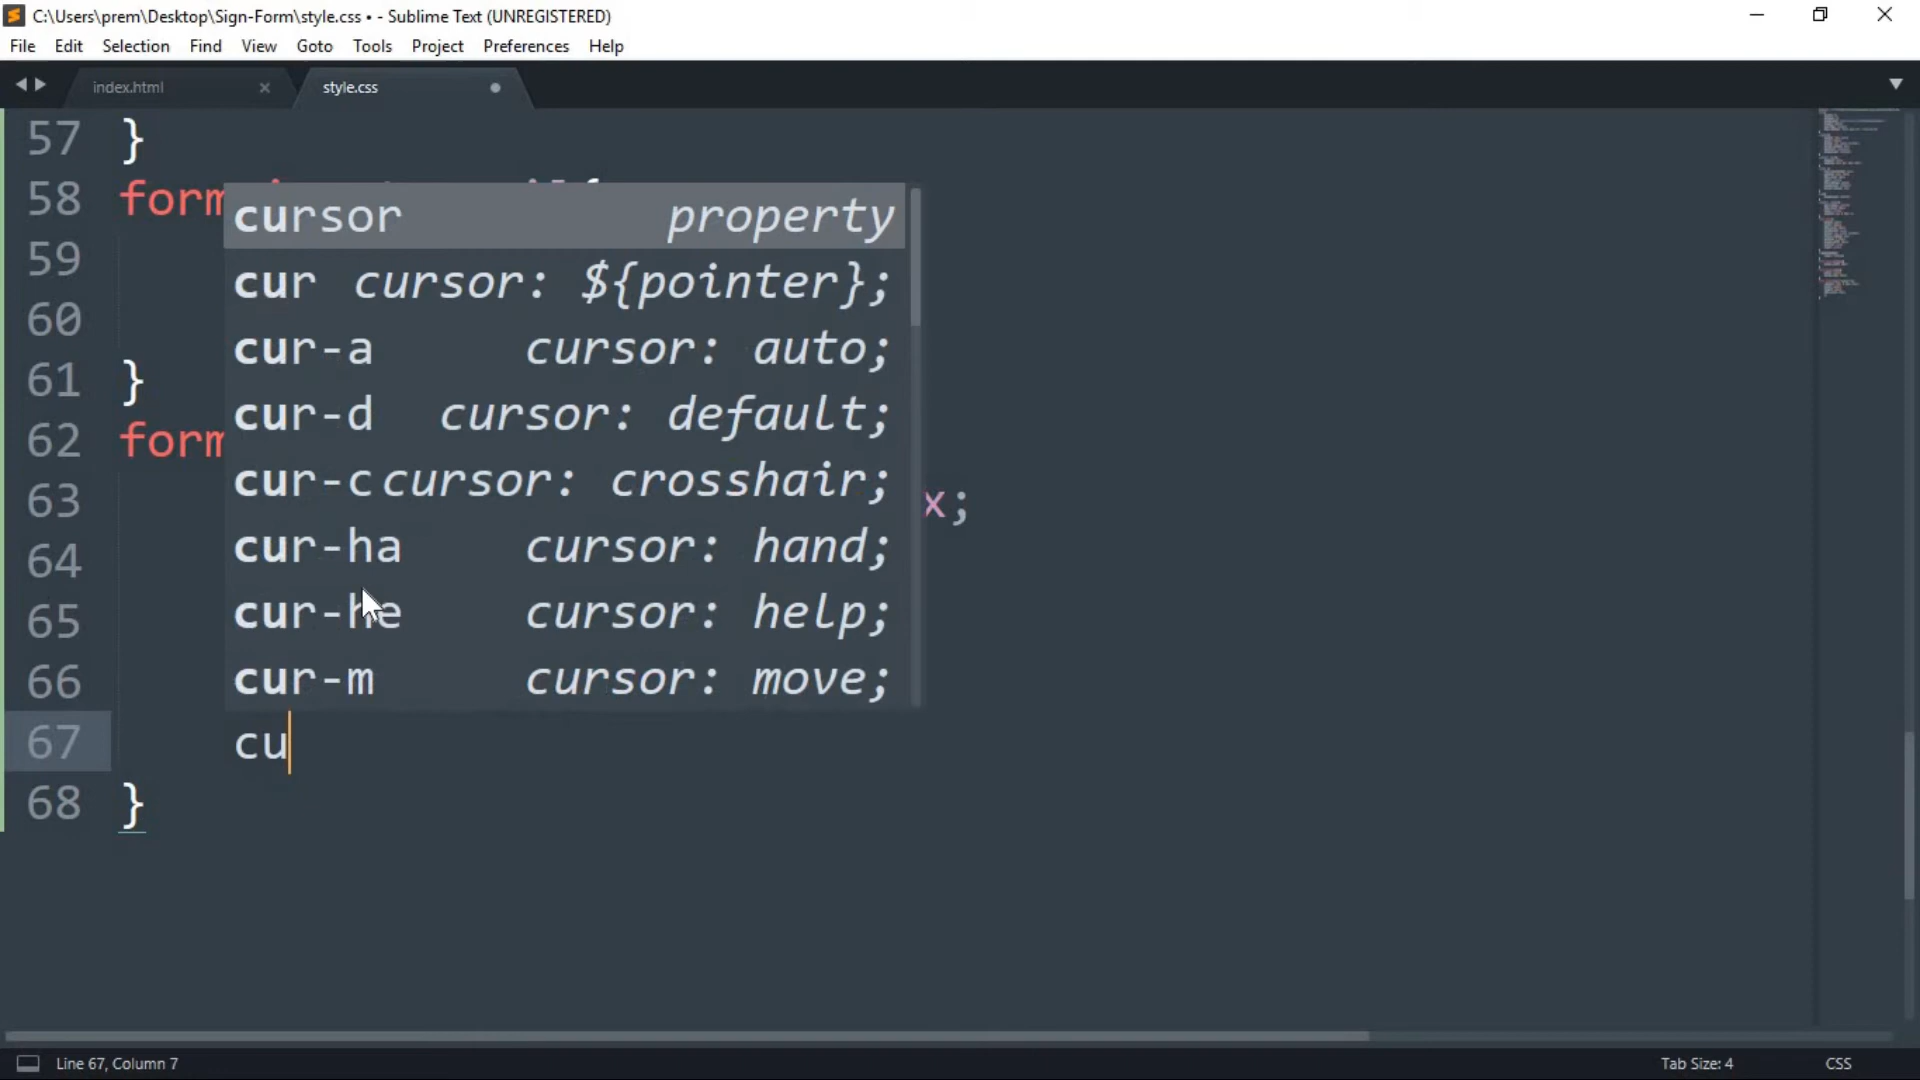 C:\Users\prem\Desktop\Sign-Form\style.css • - Sublime Text (UNREGISTERED)
File Edit Selection Find View Goto Tools Project Preferences Help
index.html style.css
57 }
58 form
cursor property
59
cur cursor: ${pointer};
60
cur-a cursor: auto;
61 }
cur-d cursor: default;
62 form
cur-c cursor: crosshair;
63 x;
cur-ha cursor: hand;
64
65
cur-he cursor: help;
66
cur-m cursor: move;
67 cu
68 }
Line 67, Column 7 Tab Size: 4 CSS